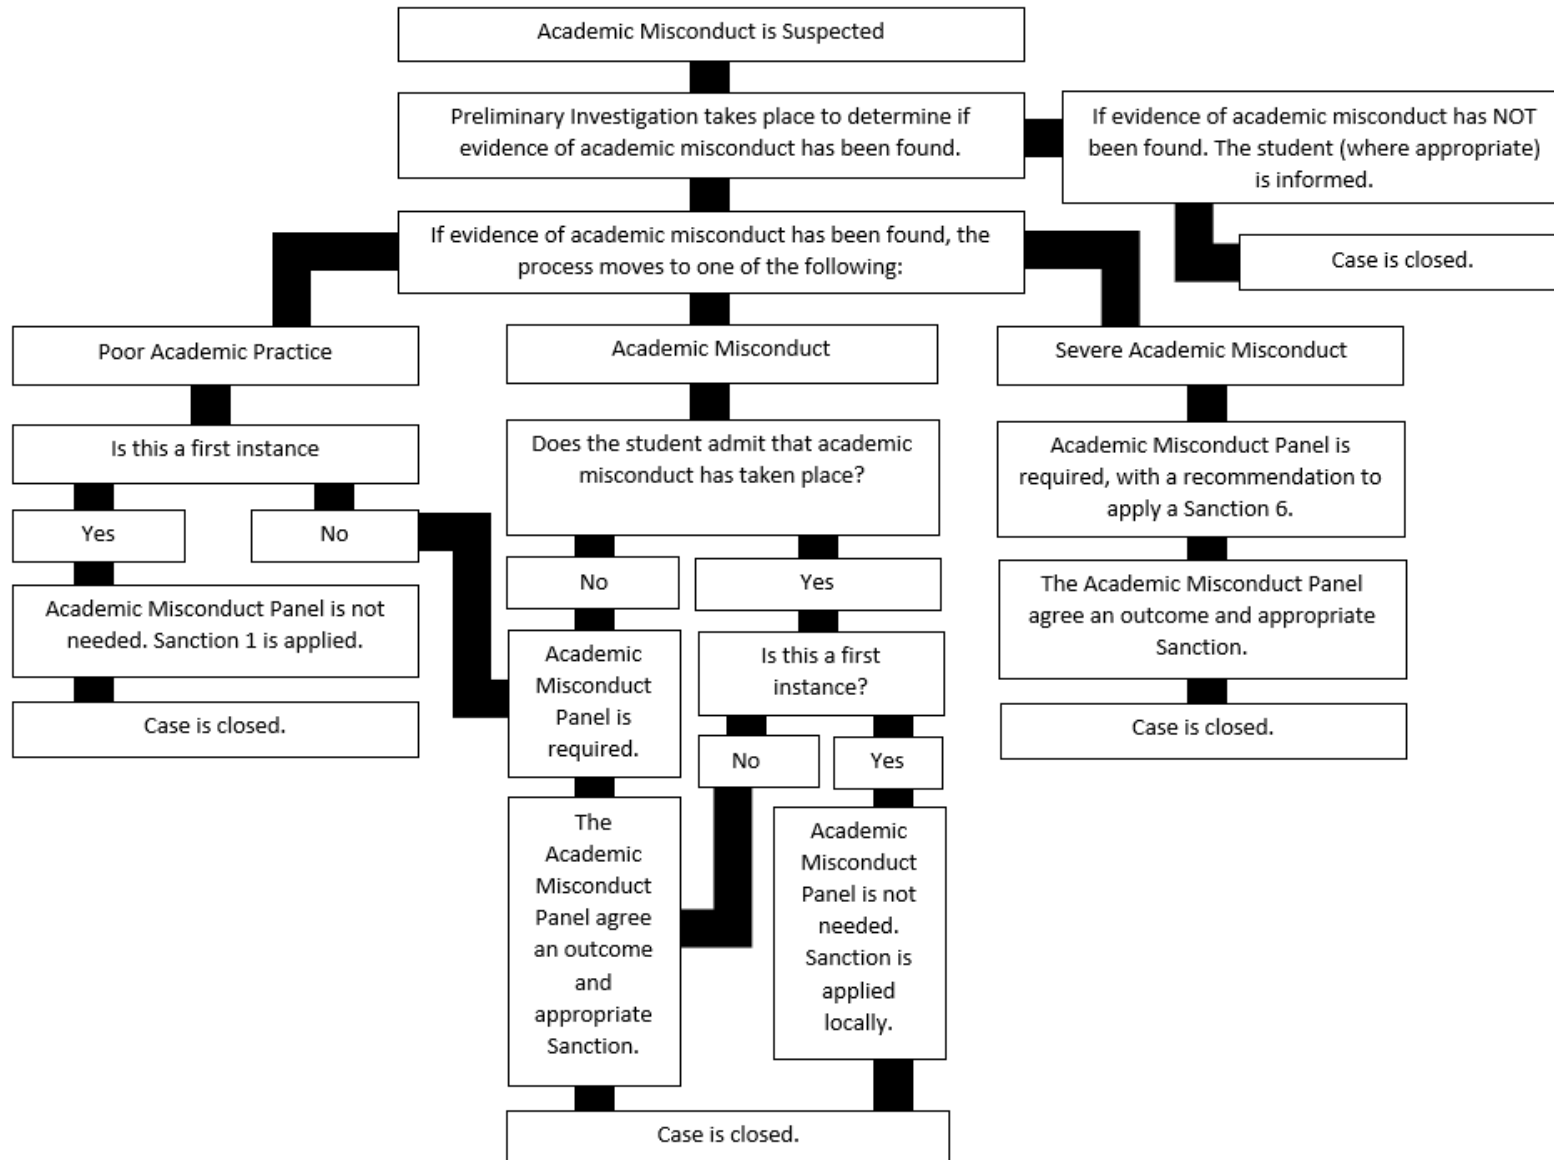 Academic Misconduct is Suspected
Preliminary Investigation takes place to determine if
evidence of academic misconduct has been found.
If evidence of academic misconduct has NOT
been found. The student (where appropriate)
is informed.
Case is closed.
If evidence of academic misconduct has been found, the
process moves to one of the following:
Poor Academic Practice
Is this a first instance
Yes
No
Academic Misconduct Panel is not
needed. Sanction 1 is applied.
Case is closed.
Academic Misconduct
Does the student admit that academic
misconduct has taken place?
No
Yes
Academic
Misconduct
Panel is
required.
The
Academic
Misconduct
Panel agree
an outcome
and
appropriate
Sanction.
Is this a first
instance?
No
Yes
Academic
Misconduct
Panel is not
needed.
Sanction is
applied
locally.
Case is closed.
Severe Academic Misconduct
Academic Misconduct Panel is
required, with a recommendation to
apply a Sanction 6.
The Academic Misconduct Panel
agree an outcome and appropriate
Sanction.
Case is closed.